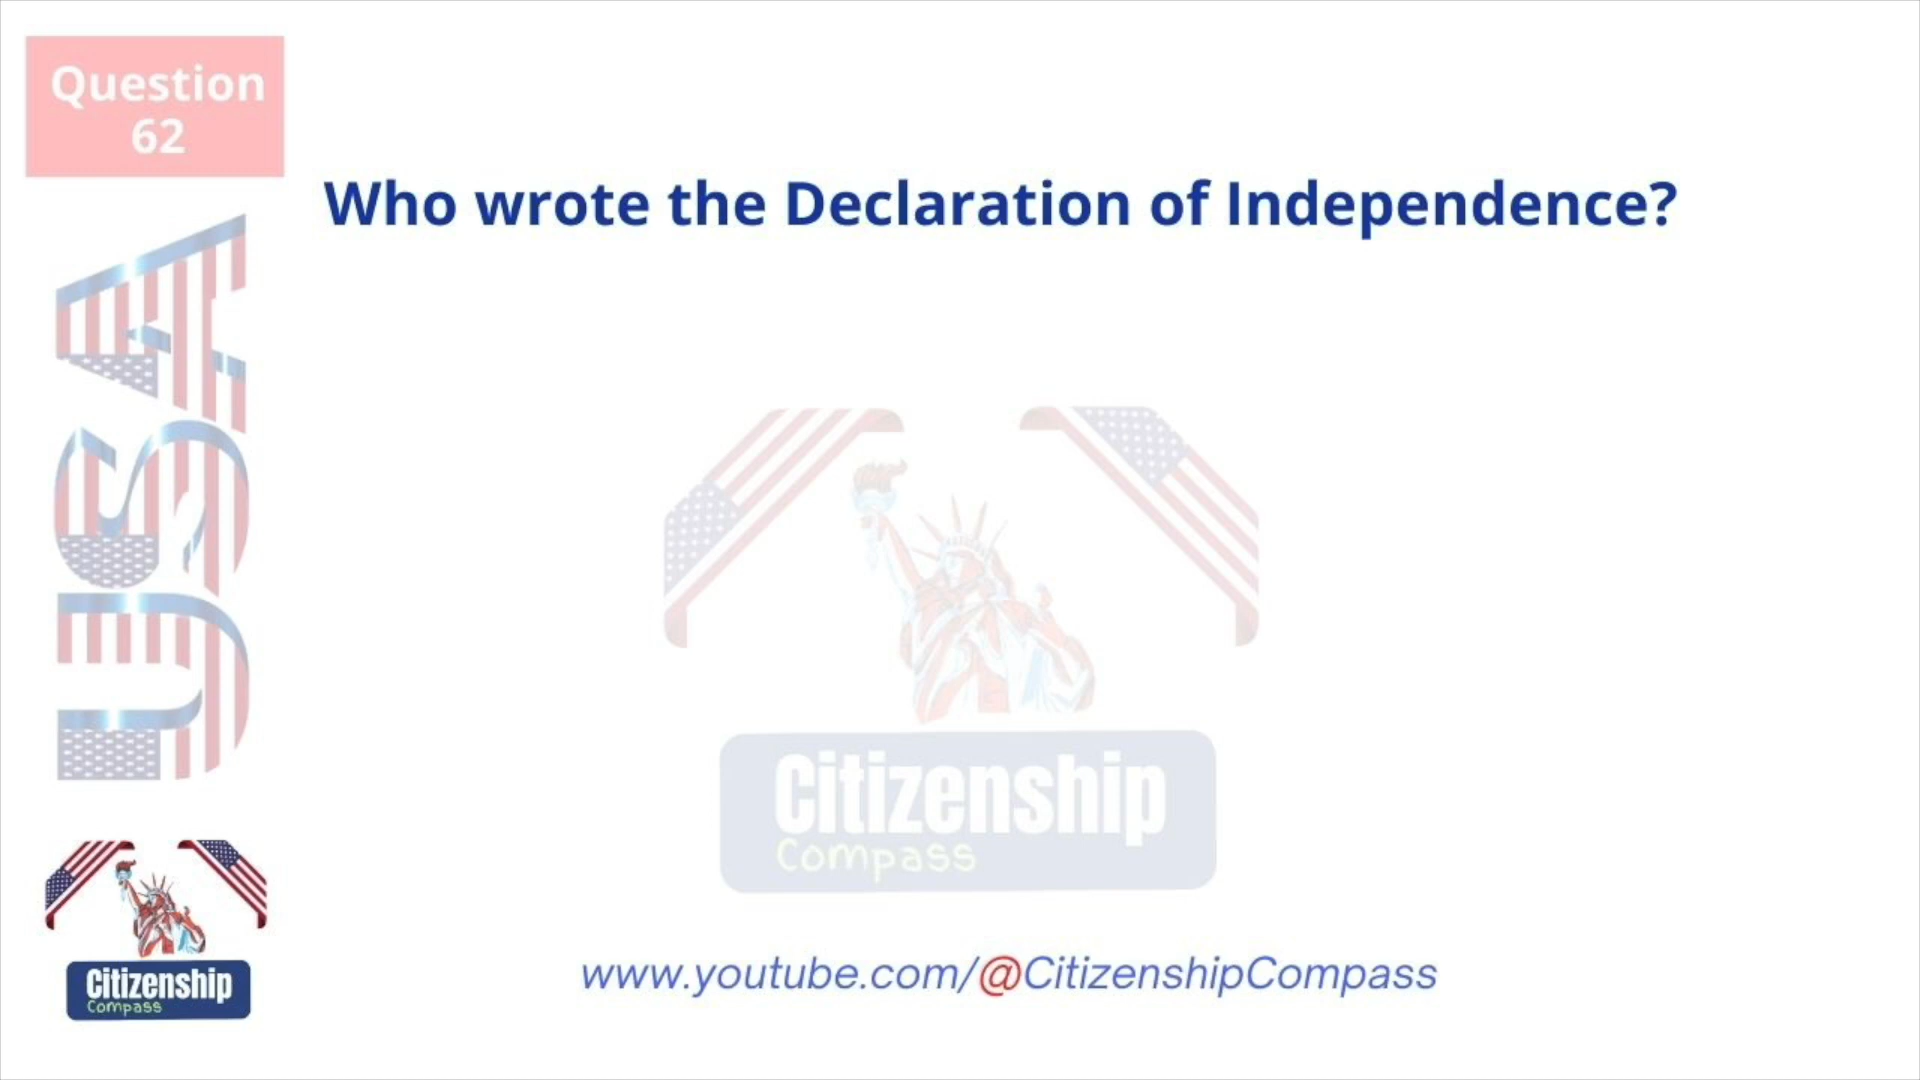 Question
62
Who wrote the Declaration of Independence?
USA
Citizenship
Compass
www.youtube.com/@CitizenshipCompass
Citizenship
Compass